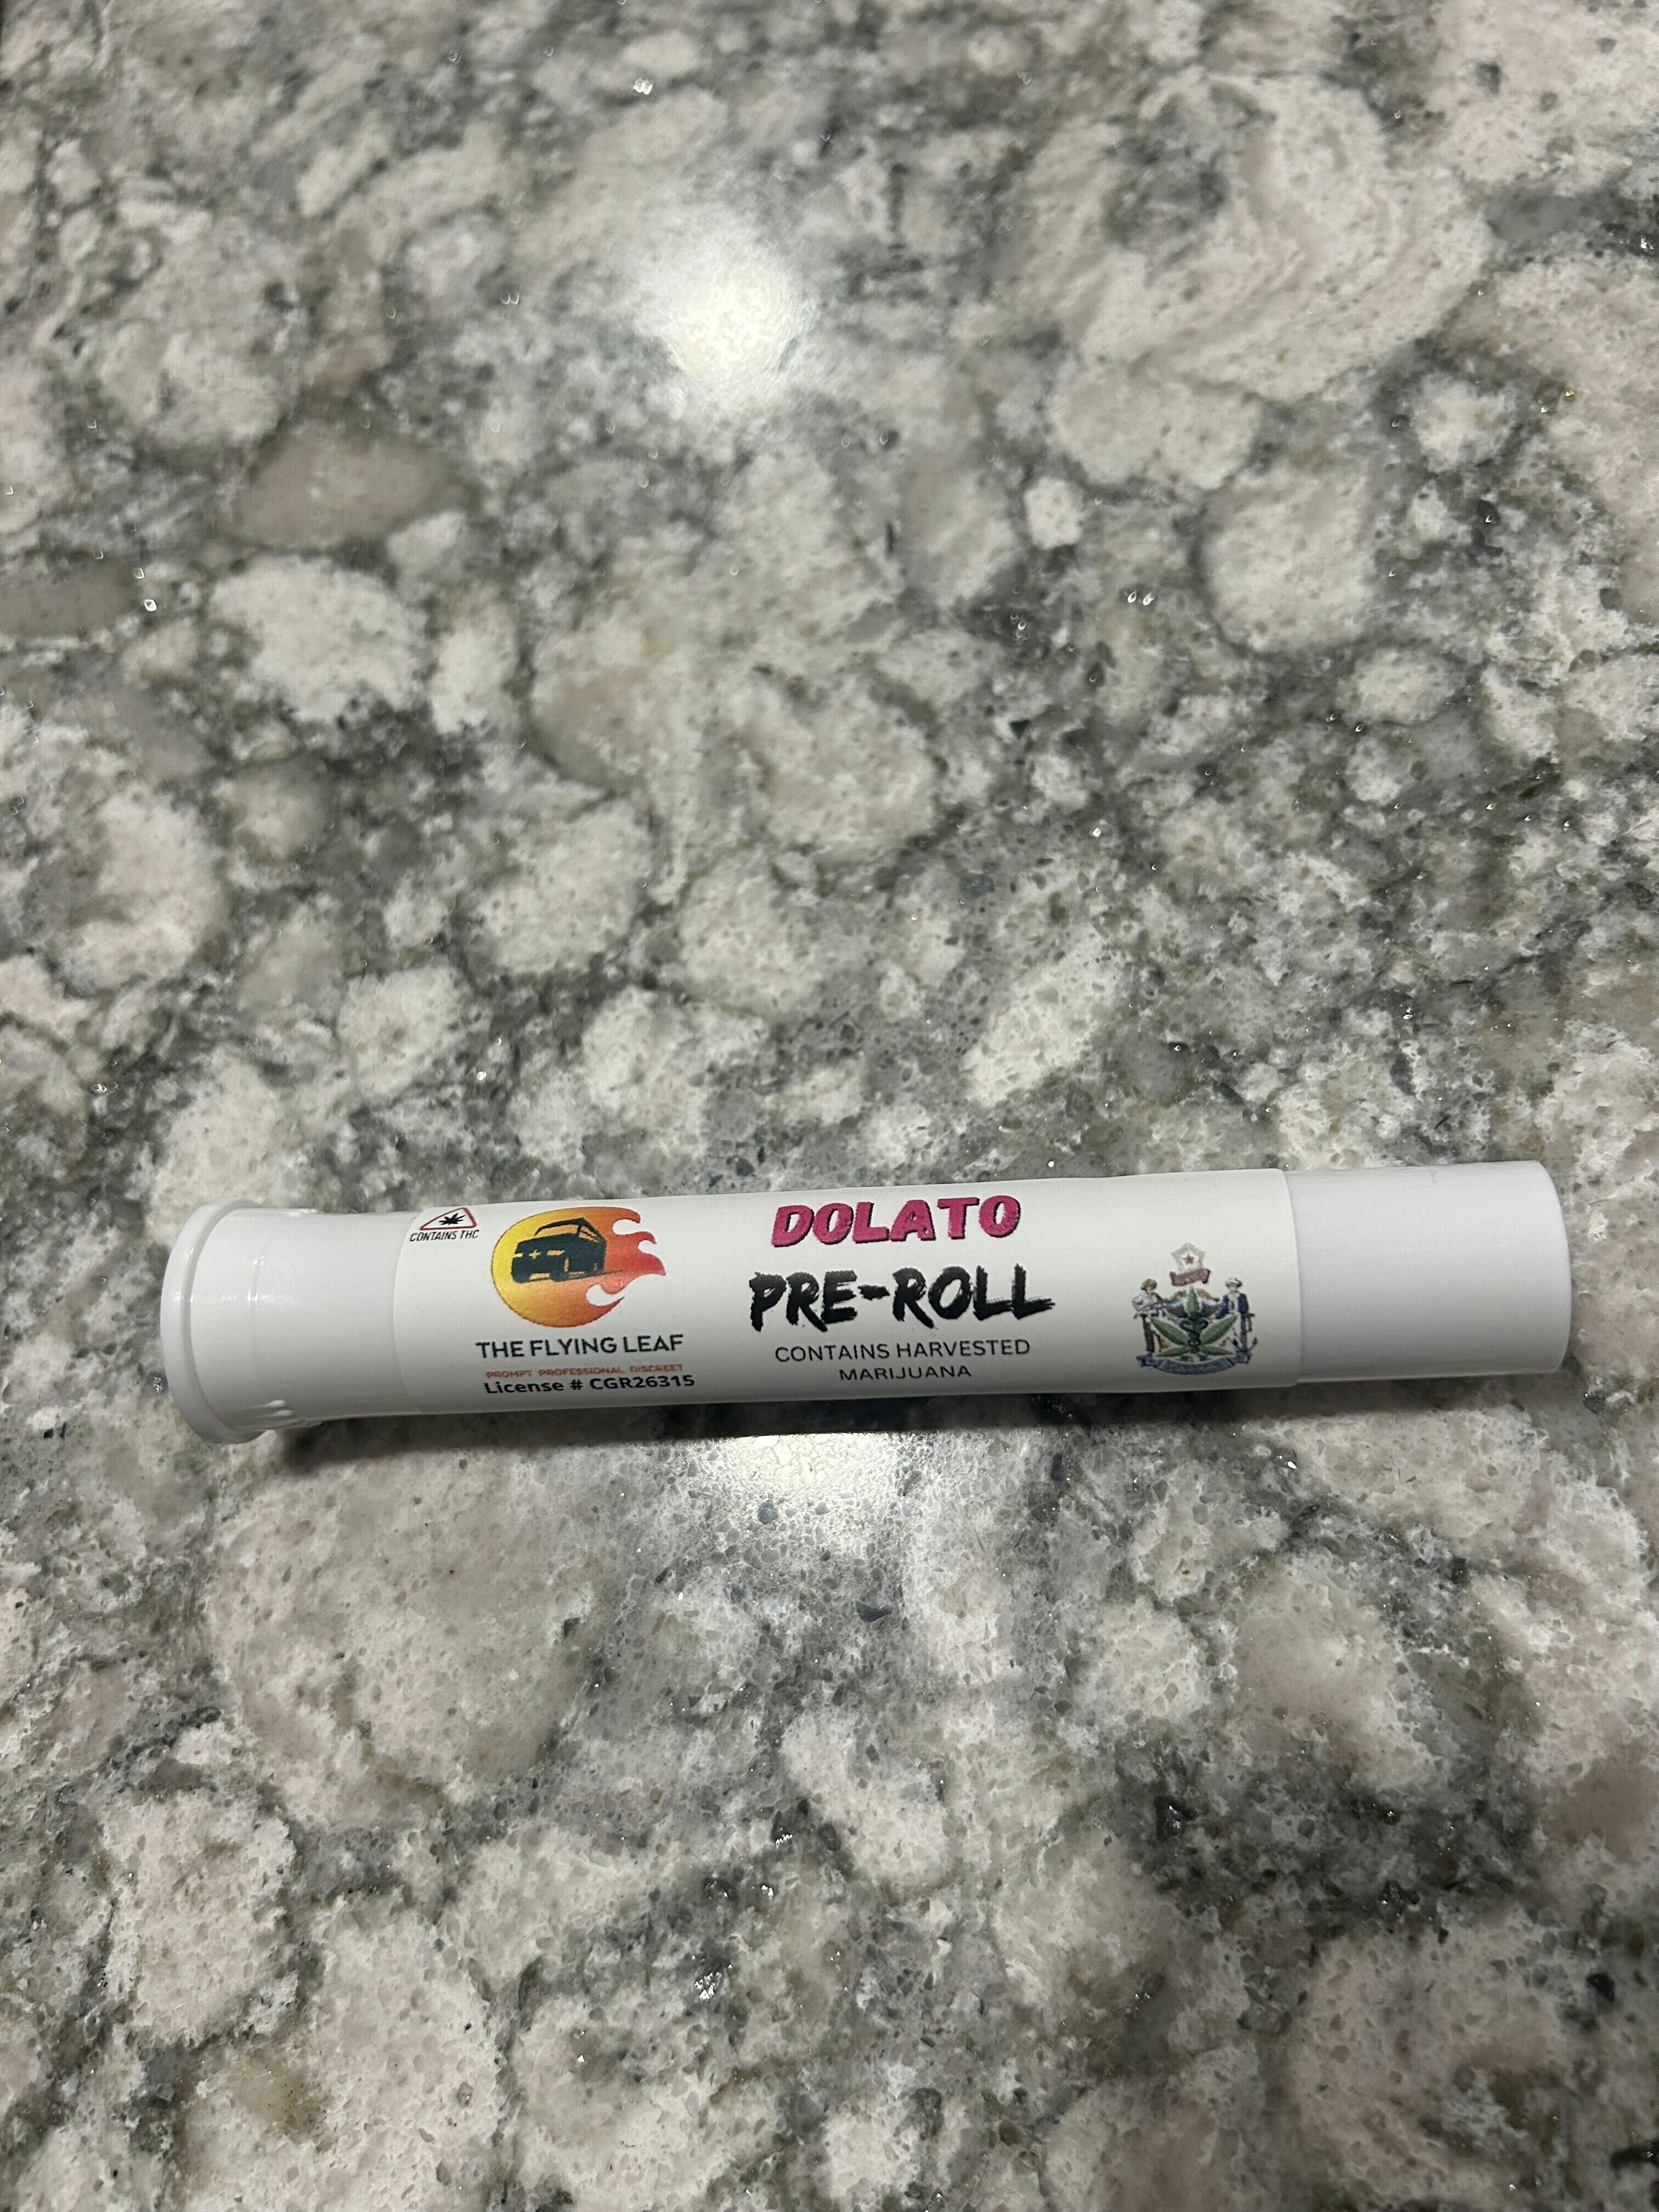 CONTAINS THC
THE FLYING LEAF
PROMPT PROFESSIONAL DISCREET
License # CGR26315
DOLATO
PRE-ROLL
CONTAINS HARVESTED
MARIJUANA